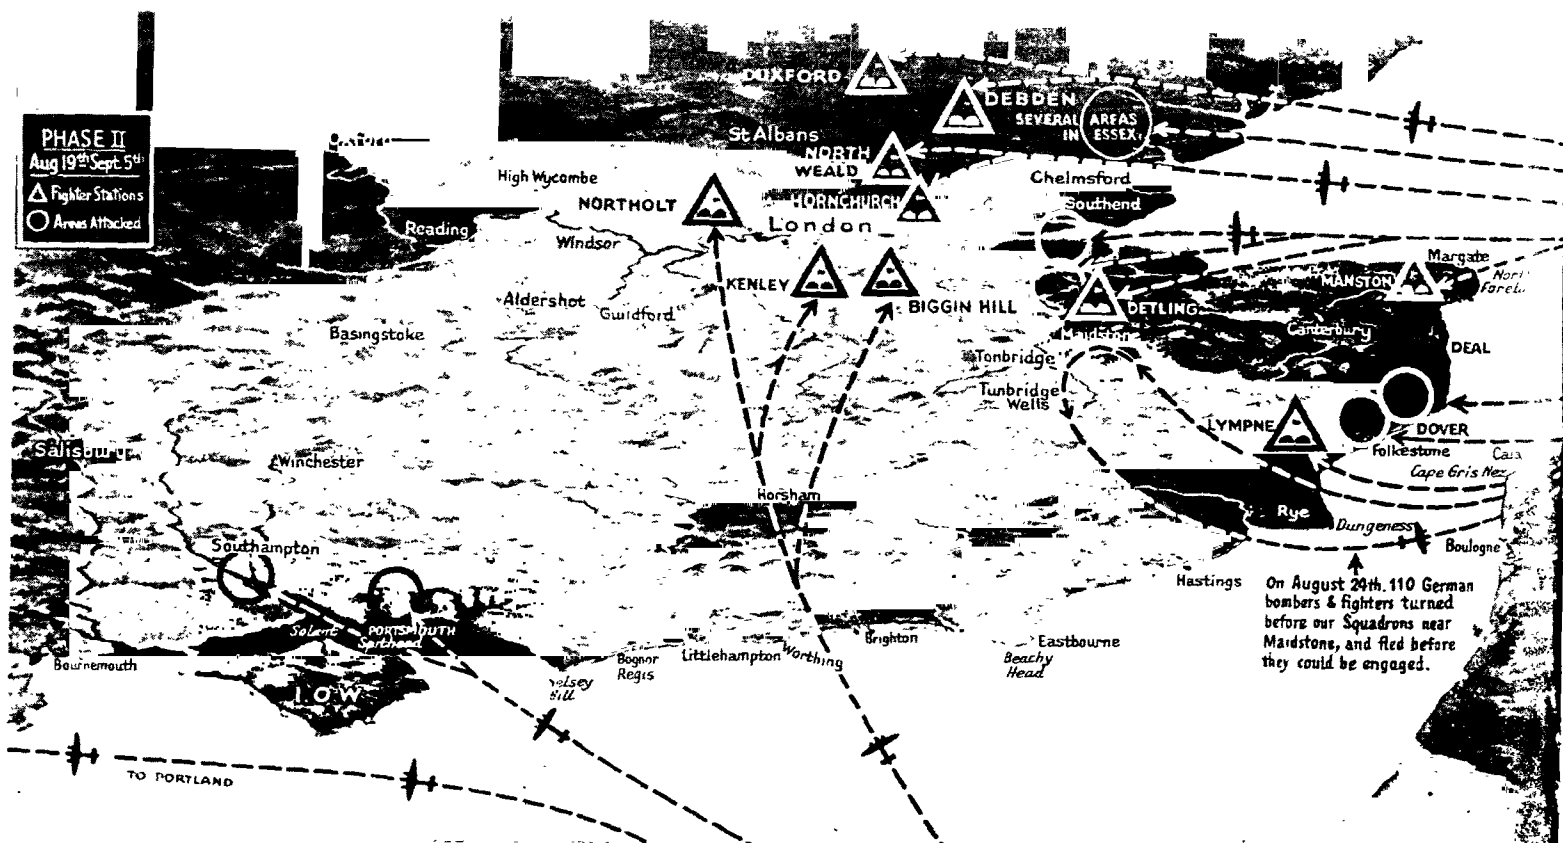 PHASE II
Aug 19th Sept. 5th
Fighter Stations
Areas Attacked
Oxford
DUXFORD
DEBDEN
SEVERAL AREAS
IN ESSEX.
St Albans
NORTH
WEALD
High Wycombe
Chelmsford
NORTHOLT
HORNCHURCH
Southend
London
Reading
Windsor
Margate
KENLEY
MANSTON
BIGGIN HILL
DETLING
Aldershot
Guildford
Canterbury
Basingstoke
Maidstone
DEAL
Tonbridge
Tunbridge
Wells
LYMPNE
DOVER
Folkestone
Salisbury
Winchester
Cape Gris Nez
Horsham
Rye
Dungeness
Southampton
Boulogne
Hastings
On August 24th. 110 German
bombers & fighters turned
before our Squadrons near
Maidstone, and fled before
they could be engaged.
Solent
PORTSMOUTH
Brighton
Eastbourne
Bournemouth
Bognor
Regis
Littlehampton
Worthing
Beachy
Head
I.O.W
TO PORTLAND